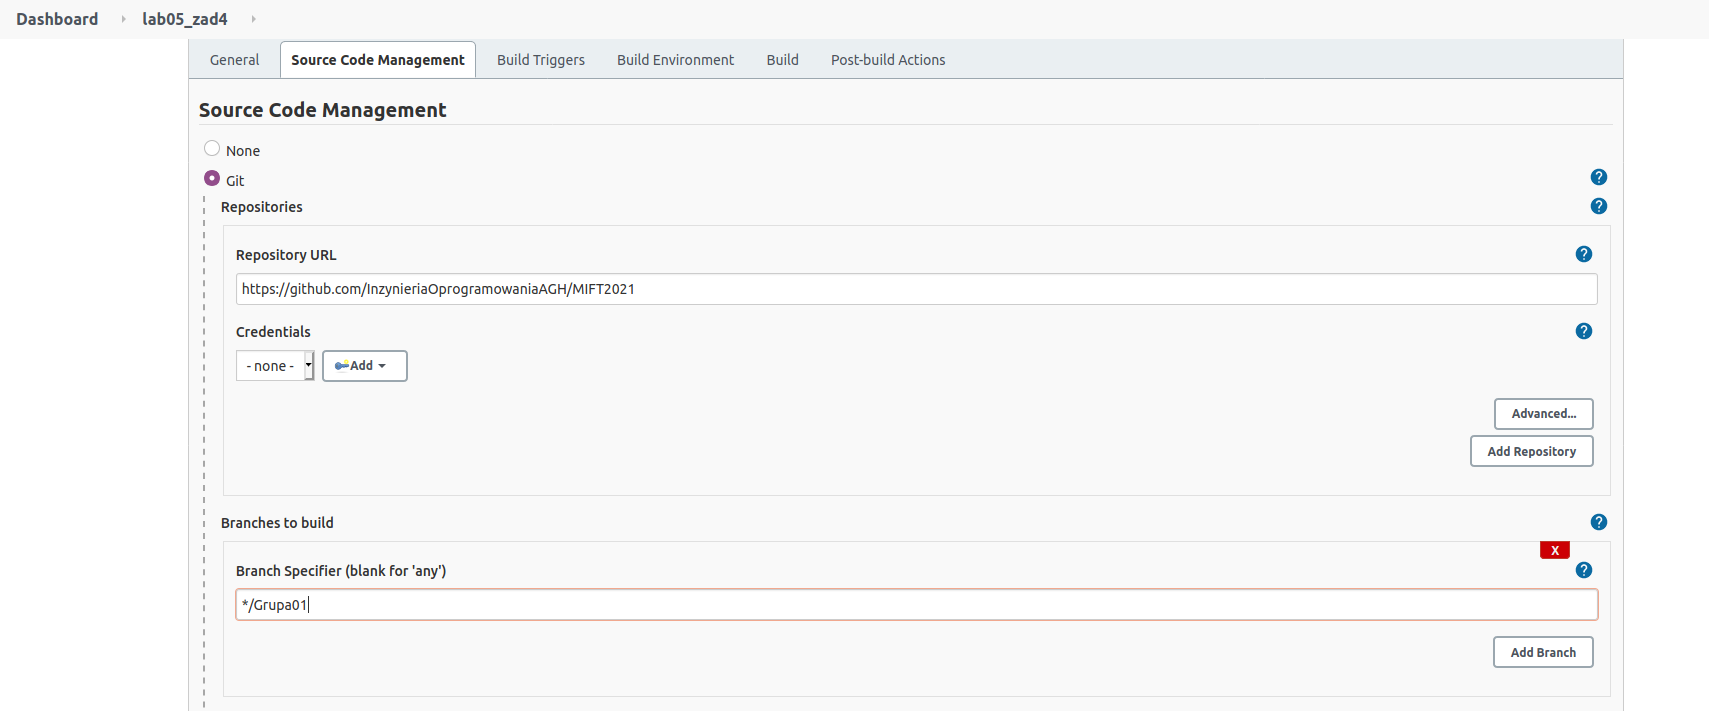 Dashboard lab05_zad4
General Source Code Management Build Triggers Build Environment Build Post-build Actions
Source Code Management
None
Git
?
Repositories
?
Repository URL
?
https://github.com/InzynieriaOprogramowaniaAGH/MIFT2021
Credentials
?
- none -
Add
Advanced...
Add Repository
Branches to build
?
X
Branch Specifier (blank for 'any')
?
*/Grupa01
Add Branch